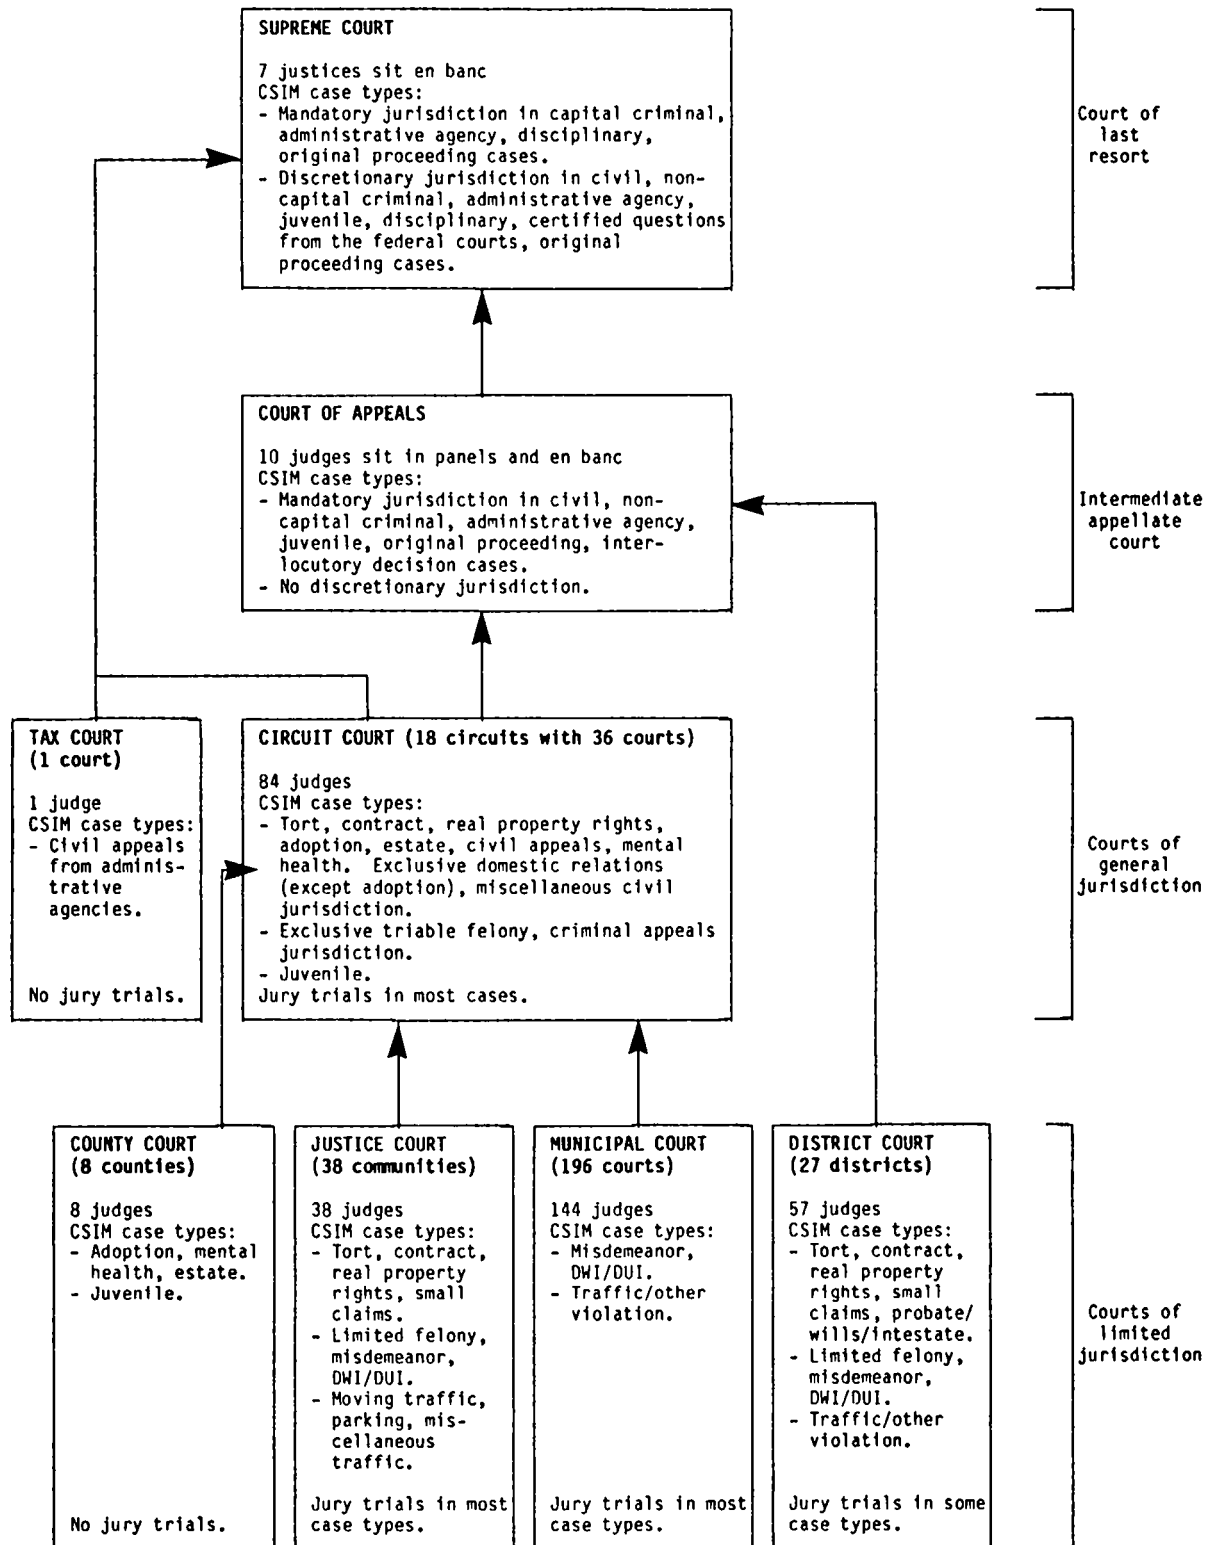 SUPREME COURT
7 justices sit en banc
CSIM case types:
- Mandatory jurisdiction in capital criminal,
administrative agency, disciplinary,
original proceeding cases.
- Discretionary jurisdiction in civil, non-
capital criminal, administrative agency,
juvenile, disciplinary, certified questions
from the federal courts, original
proceeding cases.
Court of
last
resort
COURT OF APPEALS
10 judges sit in panels and en banc
CSIM case types:
- Mandatory jurisdiction in civil, non-
capital criminal, administrative agency,
juvenile, original proceeding, inter-
locutory decision cases.
- No discretionary jurisdiction.
Intermediate
appellate
court
TAX COURT
(1 court)
1 judge
CSIM case types:
- Civil appeals
from adminis-
trative
agencies.
No jury trials.
CIRCUIT COURT (18 circuits with 36 courts)
84 judges
CSIM case types:
- Tort, contract, real property rights,
adoption, estate, civil appeals, mental
health. Exclusive domestic relations
(except adoption), miscellaneous civil
jurisdiction.
- Exclusive triable felony, criminal appeals
jurisdiction.
- Juvenile.
Jury trials in most cases.
Courts of
general
jurisdiction
COUNTY COURT
(8 counties)
8 judges
CSIM case types:
- Adoption, mental
health, estate.
- Juvenile.
No jury trials.
JUSTICE COURT
(38 communities)
38 judges
CSIM case types:
- Tort, contract,
real property
rights, small
claims.
- Limited felony,
misdemeanor,
DWI/DUI.
- Moving traffic,
parking, mis-
cellaneous
traffic.
Jury trials in most
case types.
MUNICIPAL COURT
(196 courts)
144 judges
CSIM case types:
- Misdemeanor,
DWI/DUI.
- Traffic/other
violation.
Jury trials in most
case types.
DISTRICT COURT
(27 districts)
57 judges
CSIM case types:
- Tort, contract,
real property
rights, small
claims, probate/
wills/intestate.
- Limited felony,
misdemeanor,
DWI/DUI.
- Traffic/other
violation.
Jury trials in some
case types.
Courts of
limited
jurisdiction